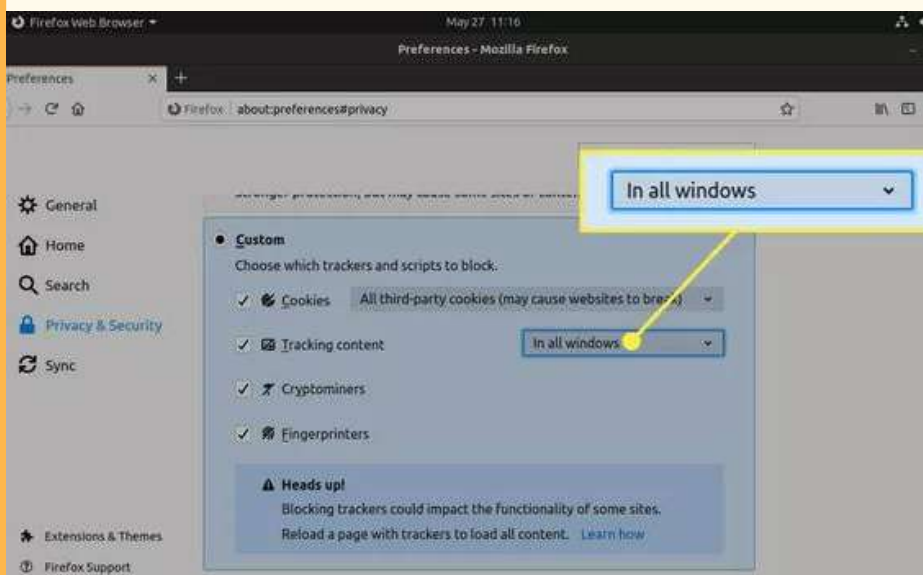 Firefox Web Browser
May 27 11:16
Preferences - Mozilla Firefox
Preferences
Firefox about:preferences#privacy
In all windows
General
Home
Search
Privacy & Security
Sync
Custom
Choose which trackers and scripts to block.
Cookies All third-party cookies (may cause websites to break)
Tracking content In all windows
Cryptominers
Fingerprinters
Heads up!
Blocking trackers could impact the functionality of some sites.
Reload a page with trackers to load all content. Learn how
Extensions & Themes
Firefox Support